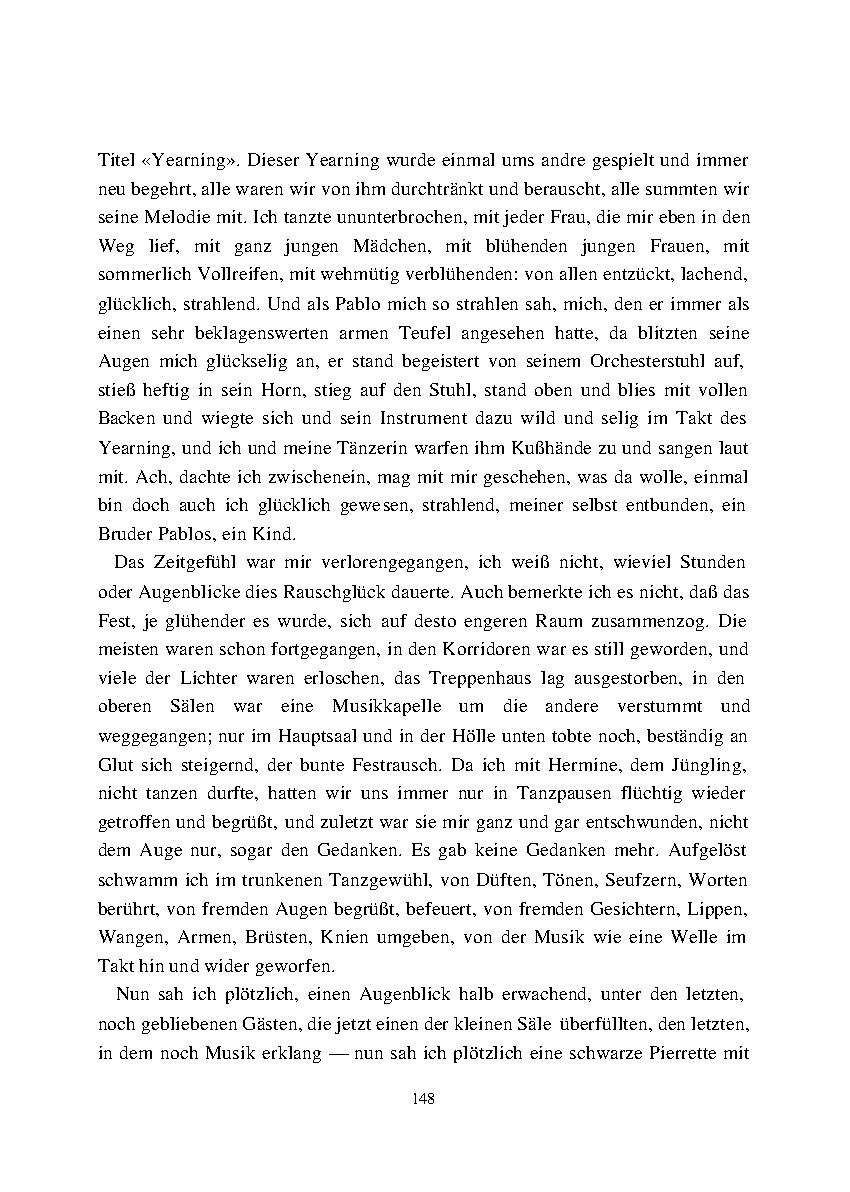 Titel «Yearning». Dieser Yearning wurde einmal ums andre gespielt und immer
neu begehrt, alle waren wir von ihm durchtränkt und berauscht, alle summten wir
seine Melodie mit. Ich tanzte ununterbrochen, mit jeder Frau, die mir eben in den
Weg lief, mit ganz jungen Mädchen, mit blühenden jungen Frauen, mit
sommerlich Vollreifen, mit wehmütig verblühenden: von allen entzückt, lachend,
glücklich, strahlend. Und als Pablo mich so strahlen sah, mich, den er immer als
einen sehr beklagenswerten armen Teufel angesehen hatte, da blitzten seine
Augen mich glückselig an, er stand begeistert von seinem Orchesterstuhl auf,
stieß heftig in sein Horn, stieg auf den Stuhl, stand oben und blies mit vollen
Backen und wiegte sich und sein Instrument dazu wild und selig im Takt des
Yearning, und ich und meine Tänzerin warfen ihm Kußhände zu und sangen laut
mit. Ach, dachte ich zwischenein, mag mit mir geschehen, was da wolle, einmal
bin doch auch ich glücklich gewesen, strahlend, meiner selbst entbunden, ein
Bruder Pablos, ein Kind.
Das Zeitgefühl war mir verlorengegangen, ich weiß nicht, wieviel Stunden
oder Augenblicke dies Rauschglück dauerte. Auch bemerkte ich es nicht, daß das
Fest, je glühender es wurde, sich auf desto engeren Raum zusammenzog. Die
meisten waren schon fortgegangen, in den Korridoren war es still geworden, und
viele der Lichter waren erloschen, das Treppenhaus lag ausgestorben, in den
oberen Sälen war eine Musikkapelle um die andere verstummt und
weggegangen; nur im Hauptsaal und in der Hölle unten tobte noch, beständig an
Glut sich steigernd, der bunte Festrausch. Da ich mit Hermine, dem Jüngling,
nicht tanzen durfte, hatten wir uns immer nur in Tanzpausen flüchtig wieder
getroffen und begrüßt, und zuletzt war sie mir ganz und gar entschwunden, nicht
dem Auge nur, sogar den Gedanken. Es gab keine Gedanken mehr. Aufgelöst
schwamm ich im trunkenen Tanzgewühl, von Düften, Tönen, Seufzern, Worten
berührt, von fremden Augen begrüßt, befeuert, von fremden Gesichtern, Lippen,
Wangen, Armen, Brüsten, Knien umgeben, von der Musik wie eine Welle im
Takt hin und wider geworfen.
Nun sah ich plötzlich, einen Augenblick halb erwachend, unter den letzten,
noch gebliebenen Gästen, die jetzt einen der kleinen Säle überfüllten, den letzten,
in dem noch Musik erklang — nun sah ich plötzlich eine schwarze Pierrette mit
148